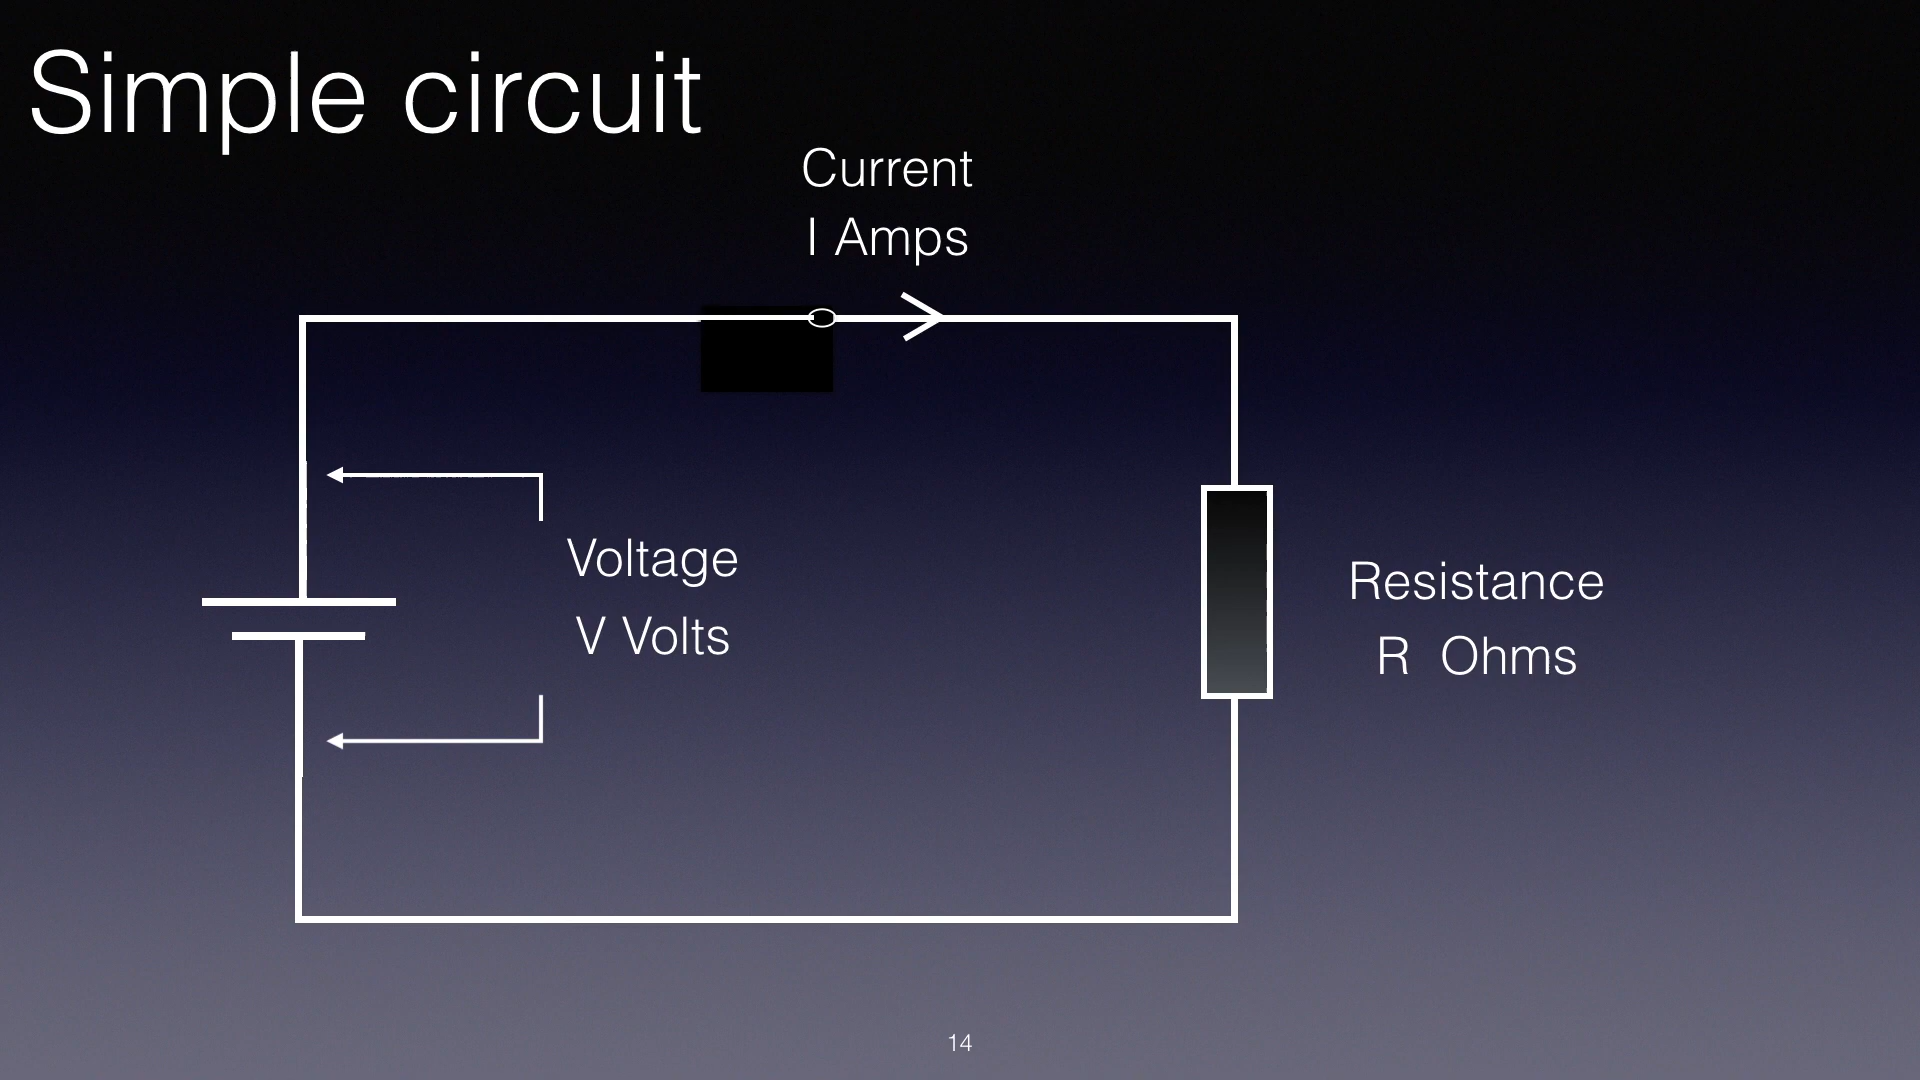 Simple circuit
Current
I Amps
Voltage
V Volts
Resistance
R Ohms
14